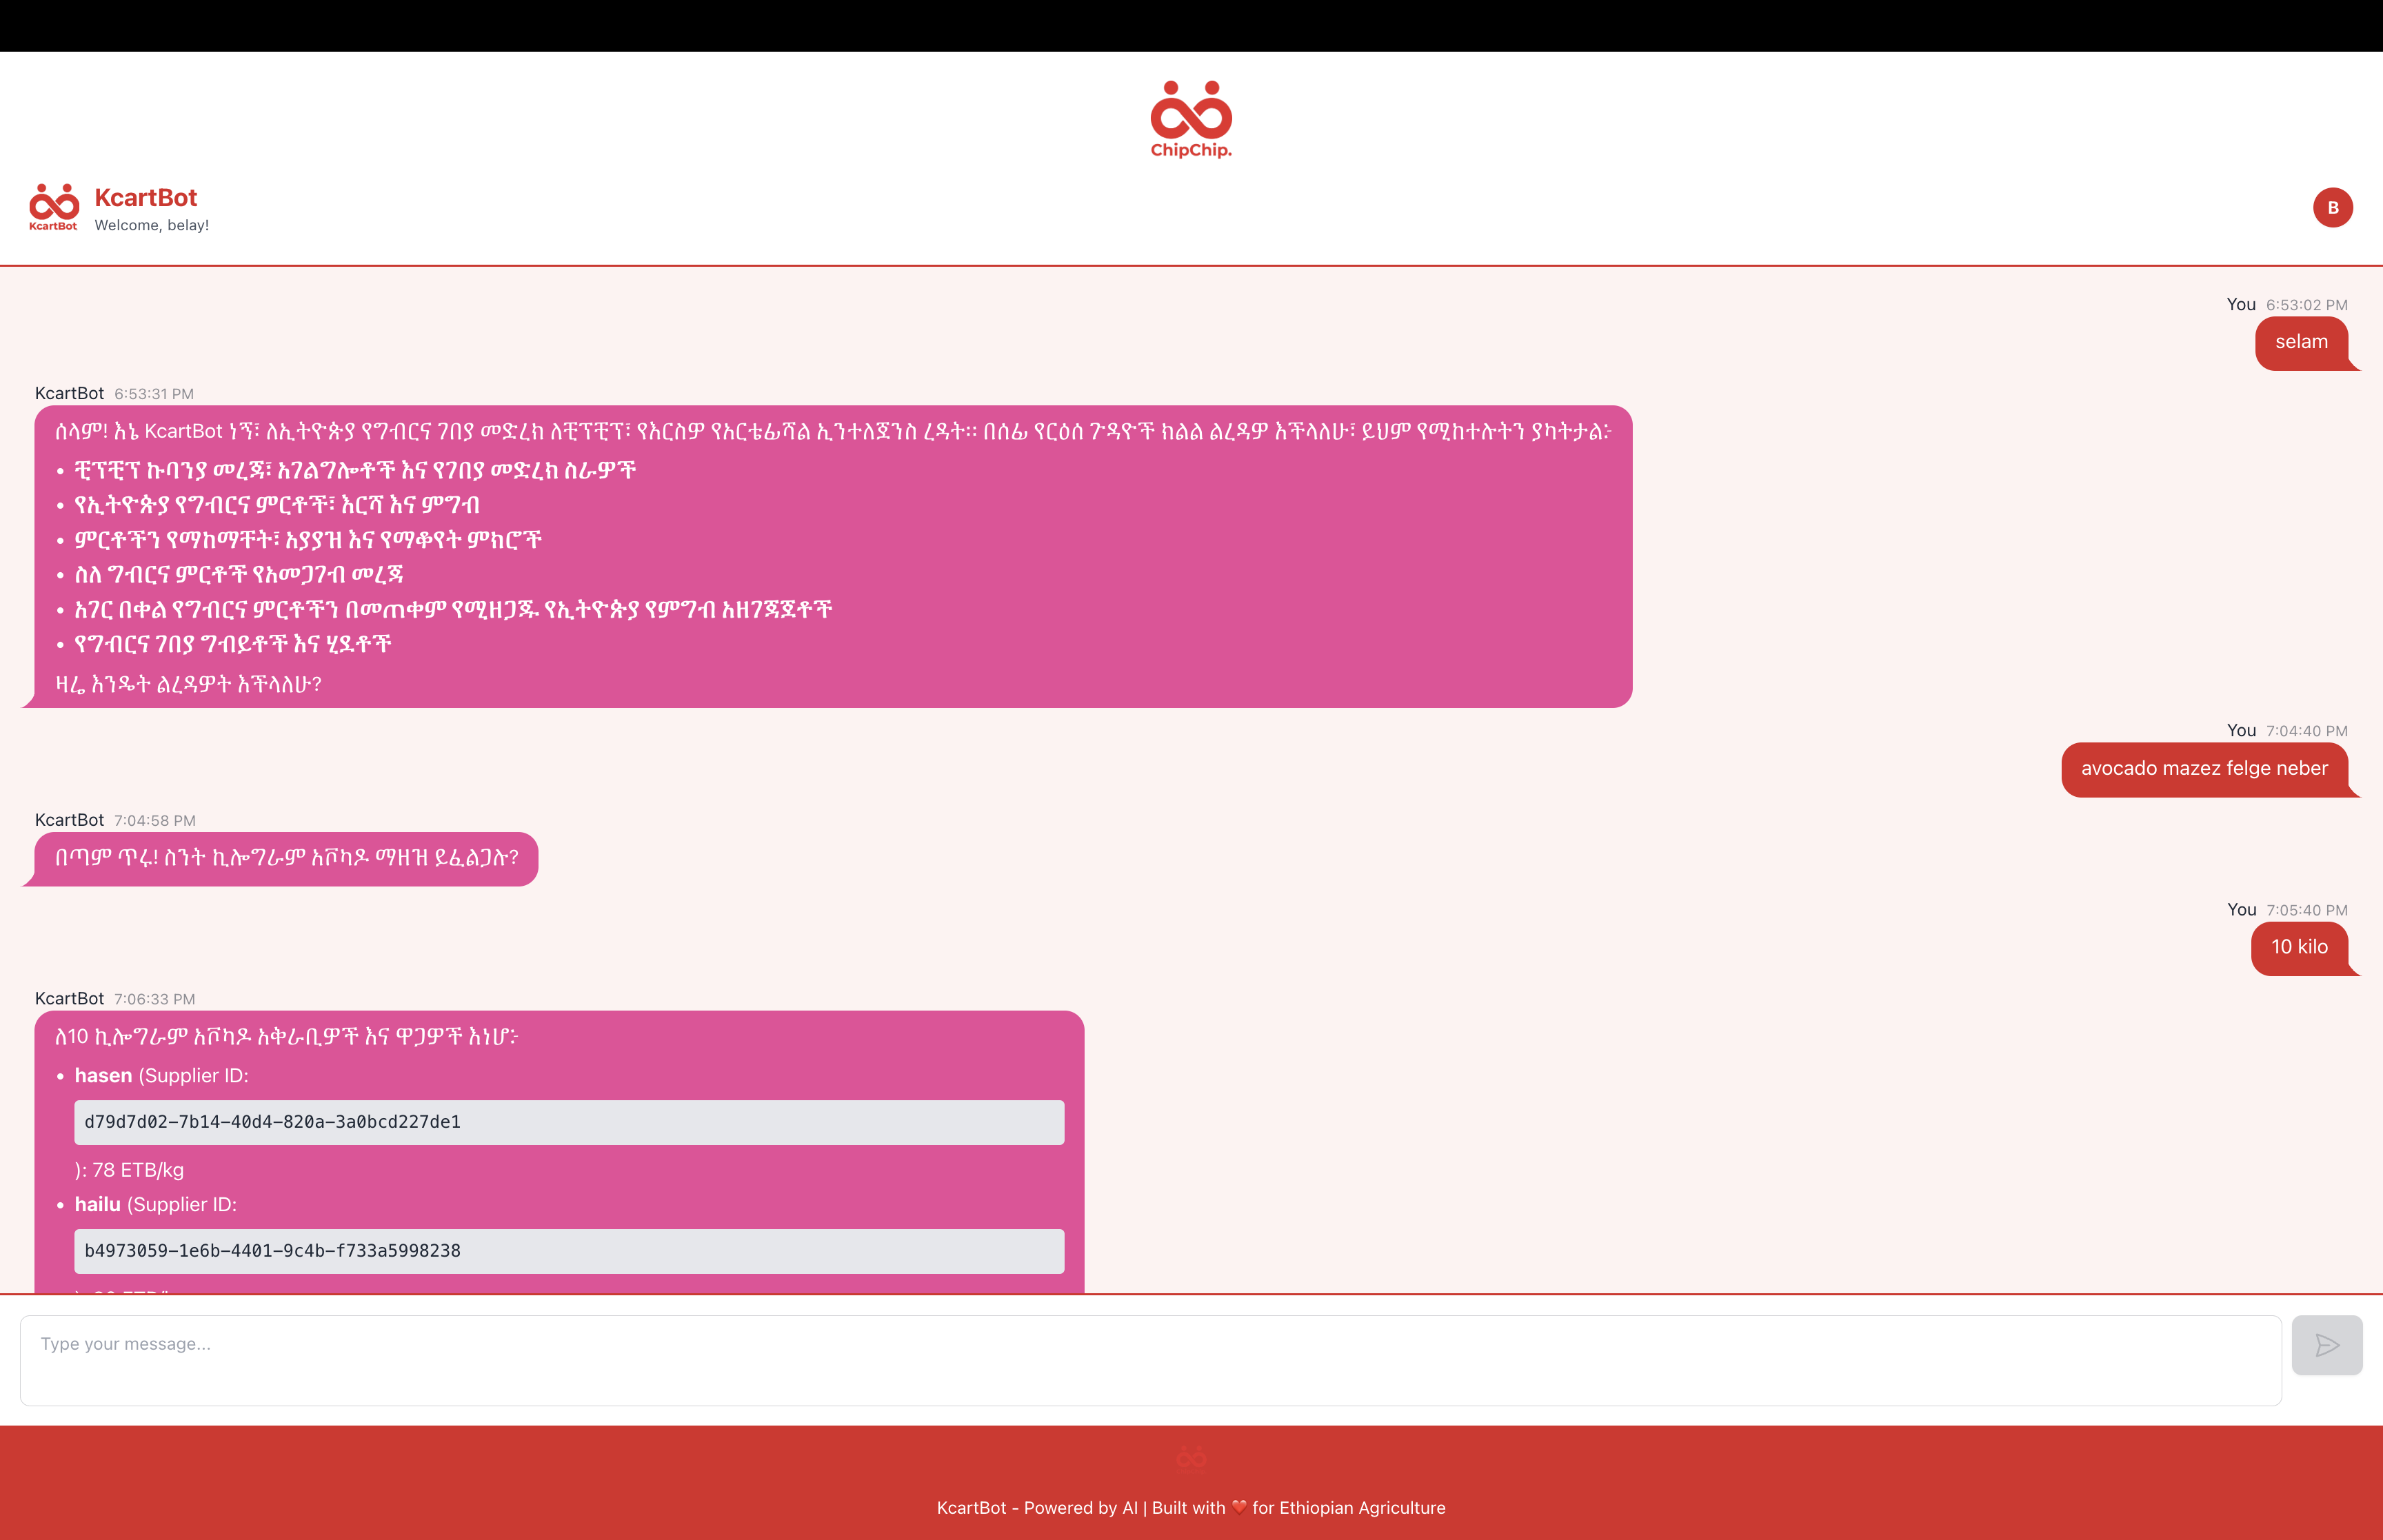 ChipChip.
KcartBot
KcartBot
Welcome, belay!
B
You 6:53:02 PM
selam
KcartBot 6:53:31 PM
ሰላም! እኔ KcartBot ነኝ፣ ለኢትዮጵያ የግብርና ገበያ መድረክ ለቺፕቺፕ፣ የእርስዎ የአርቴፊሻል ኢንተለጀንስ ረዳት። በሰፊ የርዕሰ ጉዳዮች ክልል ልረዳዎ እችላለሁ፣ ይህም የሚከተሉትን ያካትታል፦
• ቺፕቺፕ ኩባንያ መረጃ፣ አገልግሎቶች እና የገበያ መድረክ ስራዎች
• የኢትዮጵያ የግብርና ምርቶች፣ እርሻ እና ምግብ
• ምርቶችን የማከማቸት፣ አያያዝ እና የማቆየት ምክሮች
• ስለ ግብርና ምርቶች የአመጋገብ መረጃ
• አገር በቀል የግብርና ምርቶችን በመጠቀም የሚዘጋጁ የኢትዮጵያ የምግብ አዘገጃጀቶች
• የግብርና ገበያ ግብይቶች እና ሂደቶች
ዛሬ እንዴት ልረዳዎት እችላለሁ?
You 7:04:40 PM
avocado mazez felge neber
KcartBot 7:04:58 PM
በጣም ጥሩ! ስንት ኪሎግራም አቮካዶ ማዘዝ ይፈልጋሉ?
You 7:05:40 PM
10 kilo
KcartBot 7:06:33 PM
ለ10 ኪሎግራም አቮካዶ አቅራቢዎች እና ዋጋዎች እነሆ፦
• hasen (Supplier ID:
d79d7d02-7b14-40d4-820a-3a0bcd227de1
): 78 ETB/kg
• hailu (Supplier ID:
b4973059-1e6b-4401-9c4b-f733a5998238
Type your message...
KcartBot - Powered by AI | Built with ❤️ for Ethiopian Agriculture